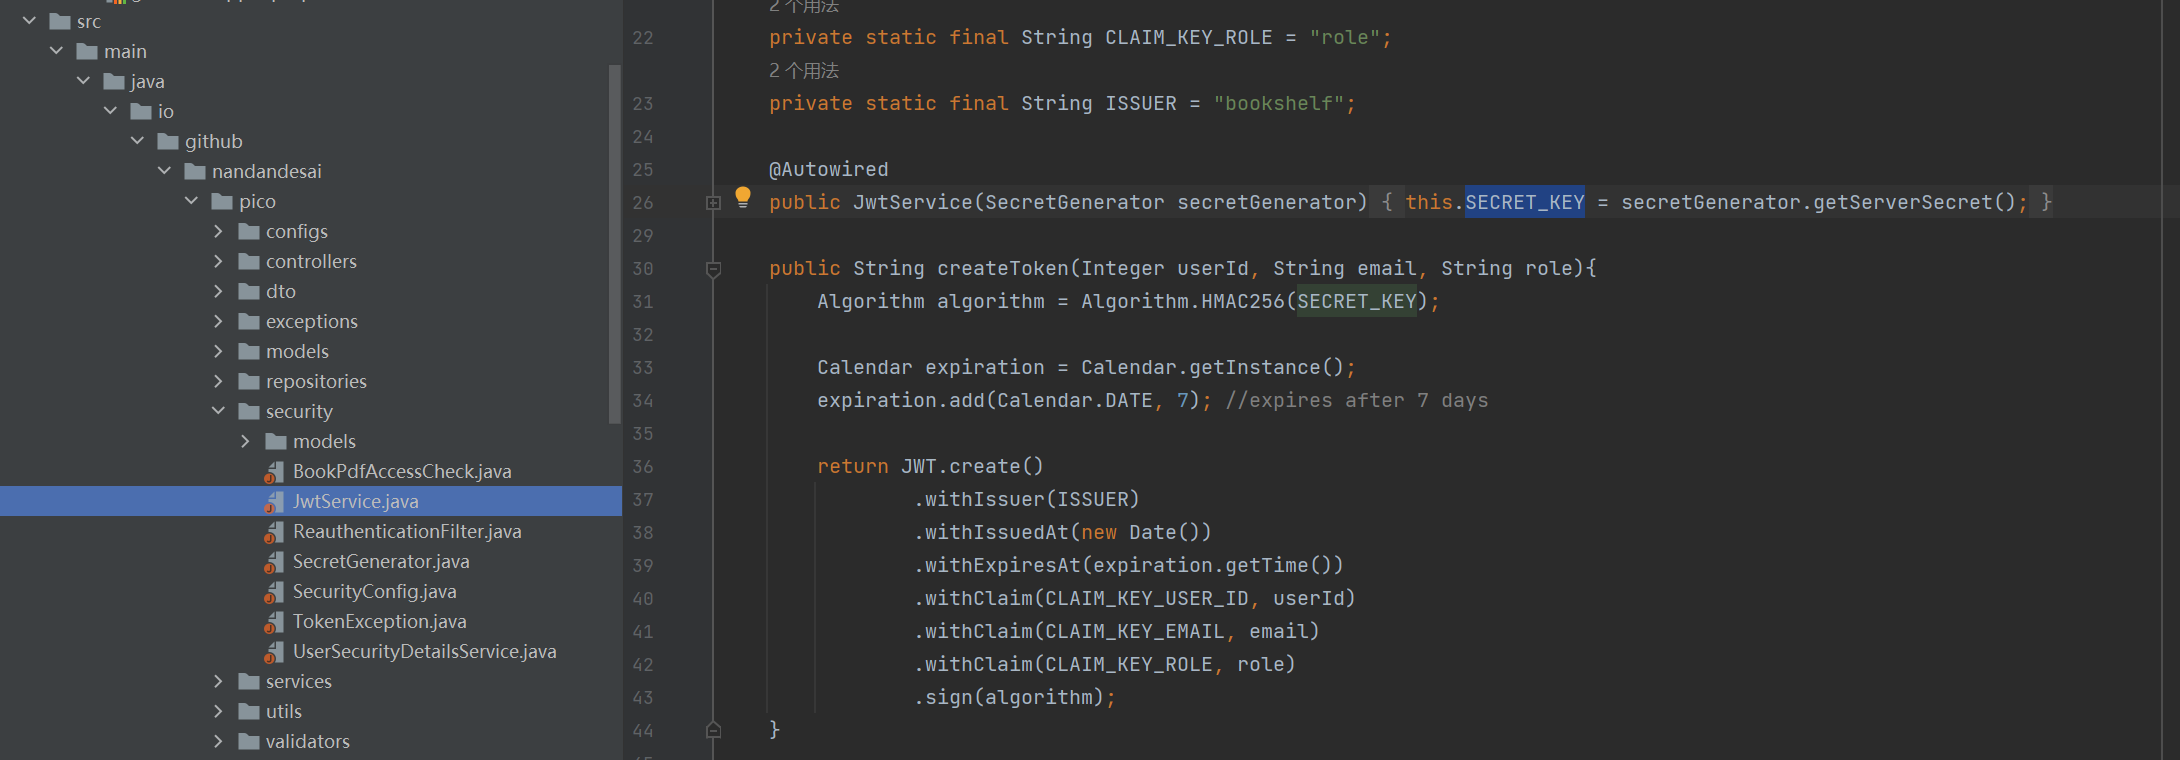 src
main
java
io
github
nandandesai
pico
configs
controllers
dto
exceptions
models
repositories
security
models
BookPdfAccessCheck.java
JwtService.java
ReauthenticationFilter.java
SecretGenerator.java
SecurityConfig.java
TokenException.java
UserSecurityDetailsService.java
services
utils
validators
2 个用法
22 private static final String CLAIM_KEY_ROLE = "role";
2 个用法
23 private static final String ISSUER = "bookshelf";
24
25 @Autowired
26 public JwtService(SecretGenerator secretGenerator) { this.SECRET_KEY = secretGenerator.getServerSecret(); }
29
30 public String createToken(Integer userId, String email, String role){
31 Algorithm algorithm = Algorithm.HMAC256(SECRET_KEY);
32
33 Calendar expiration = Calendar.getInstance();
34 expiration.add(Calendar.DATE, 7); //expires after 7 days
35
36 return JWT.create()
37 .withIssuer(ISSUER)
38 .withIssuedAt(new Date())
39 .withExpiresAt(expiration.getTime())
40 .withClaim(CLAIM_KEY_USER_ID, userId)
41 .withClaim(CLAIM_KEY_EMAIL, email)
42 .withClaim(CLAIM_KEY_ROLE, role)
43 .sign(algorithm);
44 }